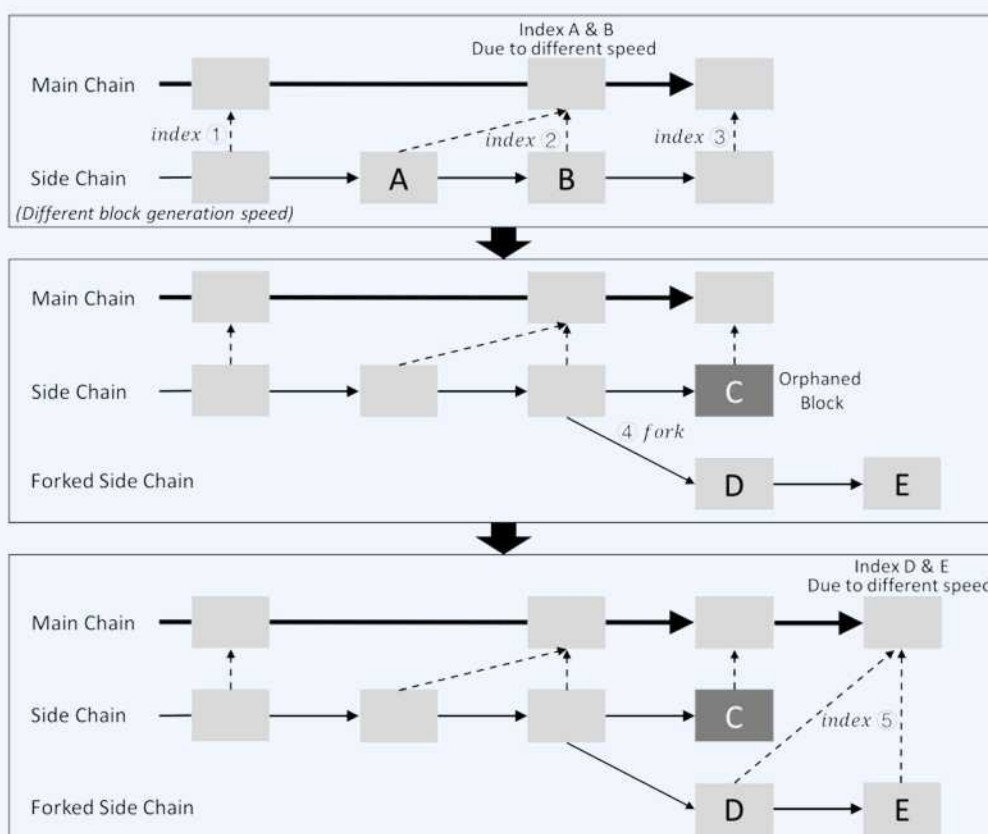 Index A & B
Due to different speed
Main Chain
index ①
index ②
index ③
Side Chain
A
B
(Different block generation speed)
Main Chain
Side Chain
C
Orphaned
Block
④ fork
Forked Side Chain
D
E
Index D & E
Due to different speed
Main Chain
Side Chain
C
index ⑤
Forked Side Chain
D
E